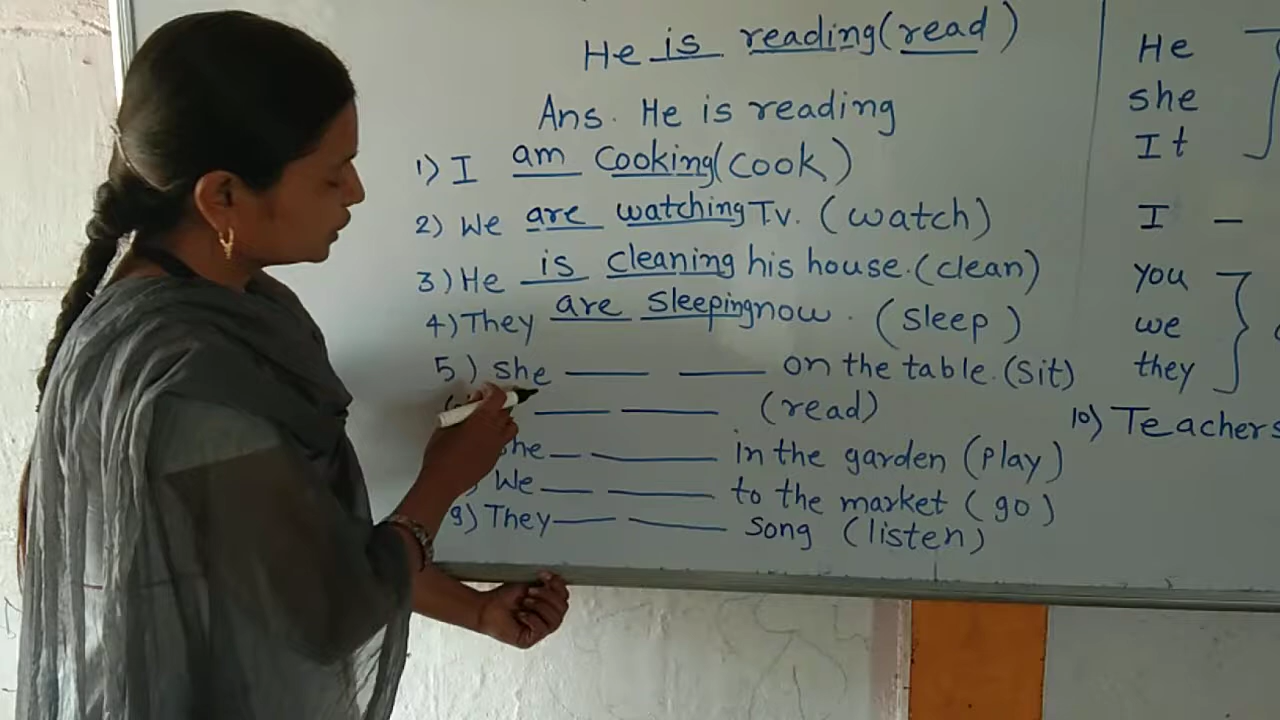 He is reading(read)
Ans. He is reading
1) I am cooking(cook)
2) We are watching T.v. (watch)
3) He is cleaning his house.(clean)
4) They are sleeping now. (sleep)
5) she ___ ___ on the table.(sit)
___ ___ (read)
she ___ ___ in the garden (play)
We ___ ___ to the market (go)
9) They ___ ___ song (listen)
He
she
It
I –
you
we
they
10) Teachers